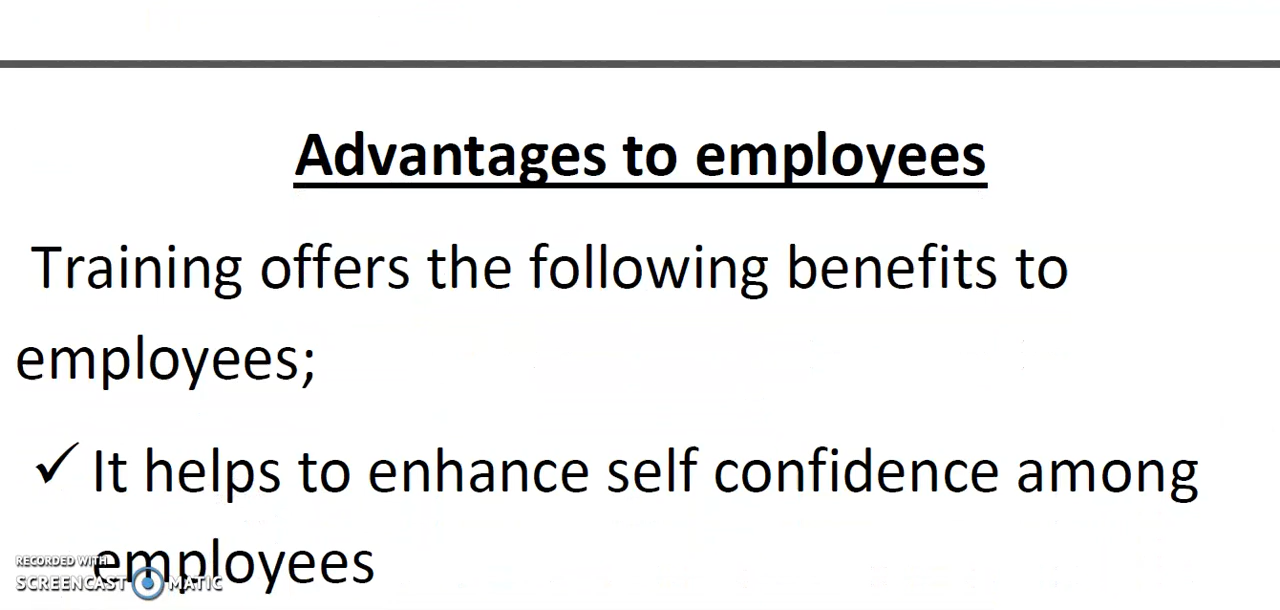 Advantages to employees
Training offers the following benefits to
employees;
✓ It helps to enhance self confidence among
employees
RECORDED WITH
SCREENCAST MATIC